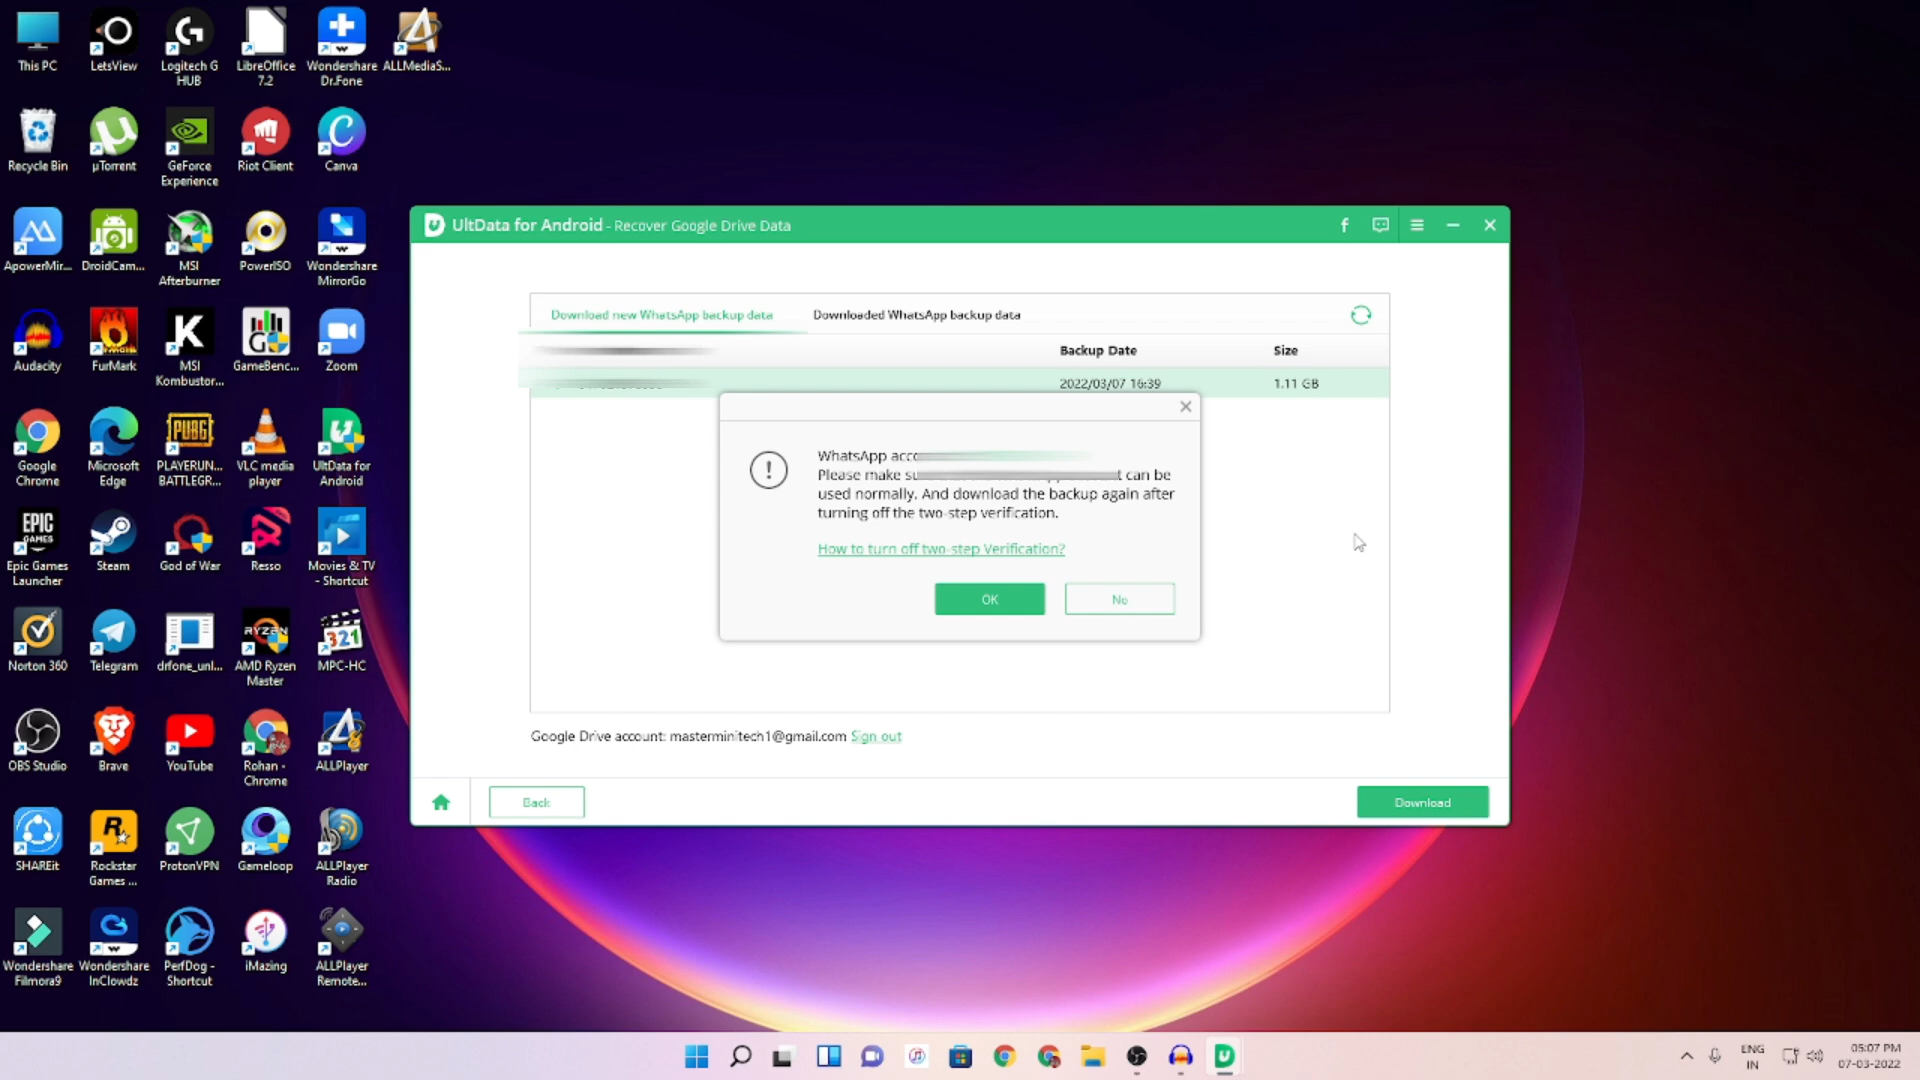 This PC
LetsView
Logitech G
HUB
LibreOffice
7.2
Wondershare
Dr.Fone
ALLMediaS...
Recycle Bin
µTorrent
GeForce
Experience
Riot Client
Canva
ApowerMir...
DroidCam...
MSI
Afterburner
PowerISO
Wondershare
MirrorGo
Audacity
FurMark
MSI
Kombustor...
GameBenc...
Zoom
Google
Chrome
Microsoft
Edge
PUBG
PLAYERUN...
BATTLEGR...
VLC media
player
UltData for
Android
EPIC
GAMES
Epic Games
Launcher
Steam
God of War
Resso
Movies & TV
- Shortcut
Norton 360
Telegram
drfone_unl...
RYZEN
AMD Ryzen
Master
321
MPC-HC
OBS Studio
Brave
YouTube
Rohan -
Chrome
ALLPlayer
SHAREit
Rockstar
Games ...
ProtonVPN
Gameloop
ALLPlayer
Radio
Wondershare
Filmora9
Wondershare
InClowdz
PerfDog -
Shortcut
iMazing
ALLPlayer
Remote...
UltData for Android - Recover Google Drive Data
Download new WhatsApp backup data
Downloaded WhatsApp backup data
Backup Date
Size
2022/03/07 16:39
1.11 GB
WhatsApp
Please make can be
used normally. And download the backup again after
turning off the two-step verification.
How to turn off two-step Verification?
OK
No
Google Drive account: masterminitech1@gmail.com Sign out
Back
Download
ENG
IN
05:07 PM
07-03-2022